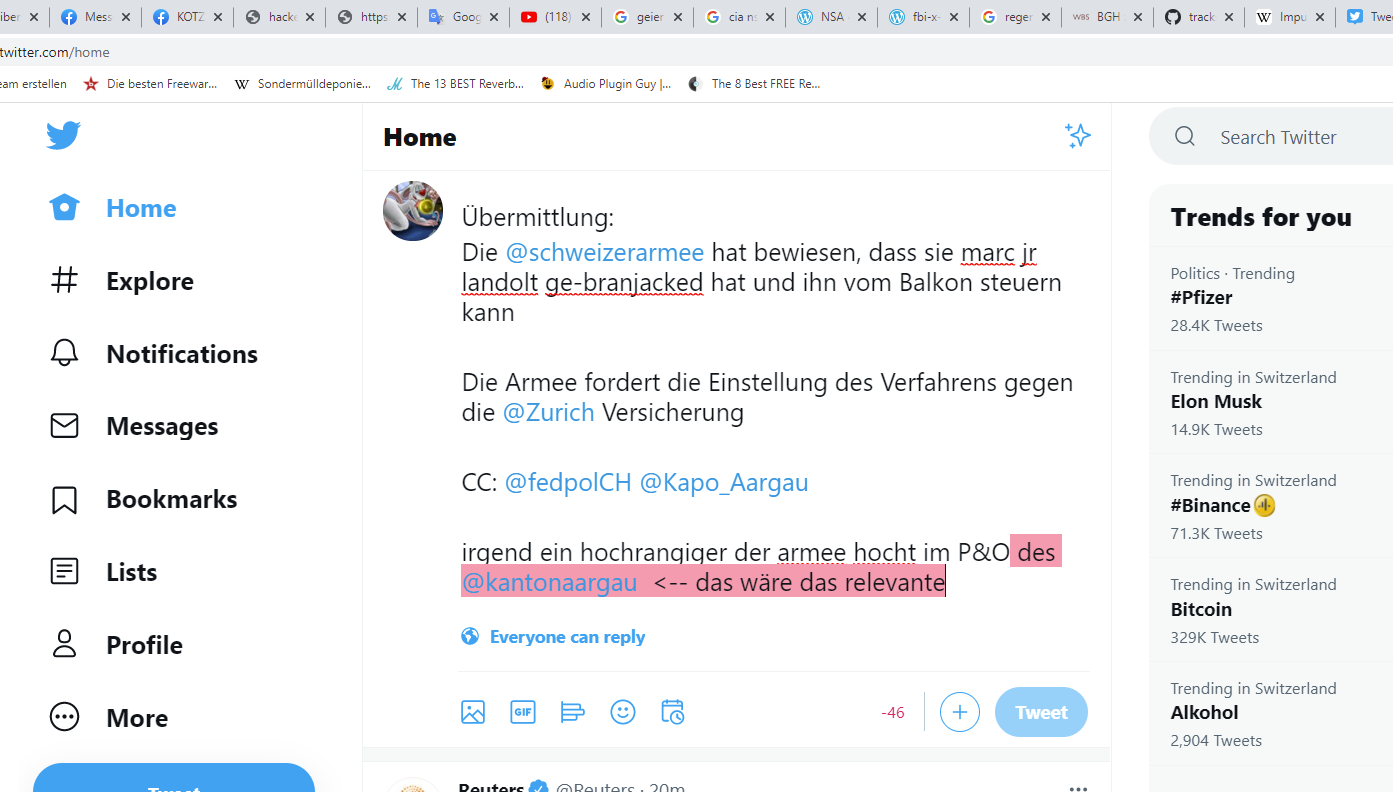 iber
Mess
KOTZ
hacke
https
Goog
(118)
geier
cia ns
NSA
fbi-x-
reger
WBS BGH
track
W Impu
Twee
twitter.com/home
eam erstellen
Die besten Freewar...
W Sondermülldeponie...
The 13 BEST Reverb...
Audio Plugin Guy |...
The 8 Best FREE Re...
Home
Search Twitter
Home
Explore
Notifications
Messages
Bookmarks
Lists
Profile
More
Tweet
Übermittlung:
Die @schweizerarmee hat bewiesen, dass sie marc jr
landolt ge-branjacked hat und ihn vom Balkon steuern
kann
Die Armee fordert die Einstellung des Verfahrens gegen
die @Zurich Versicherung
CC: @fedpolCH @Kapo_Aargau
irgend ein hochrangiger der armee hocht im P&O des
@kantonaargau <-- das wäre das relevante
Everyone can reply
GIF
-46
Tweet
Reuters @Reuters · 20m
Trends for you
Politics · Trending
#Pfizer
28.4K Tweets
Trending in Switzerland
Elon Musk
14.9K Tweets
Trending in Switzerland
#Binance
71.3K Tweets
Trending in Switzerland
Bitcoin
329K Tweets
Trending in Switzerland
Alkohol
2,904 Tweets